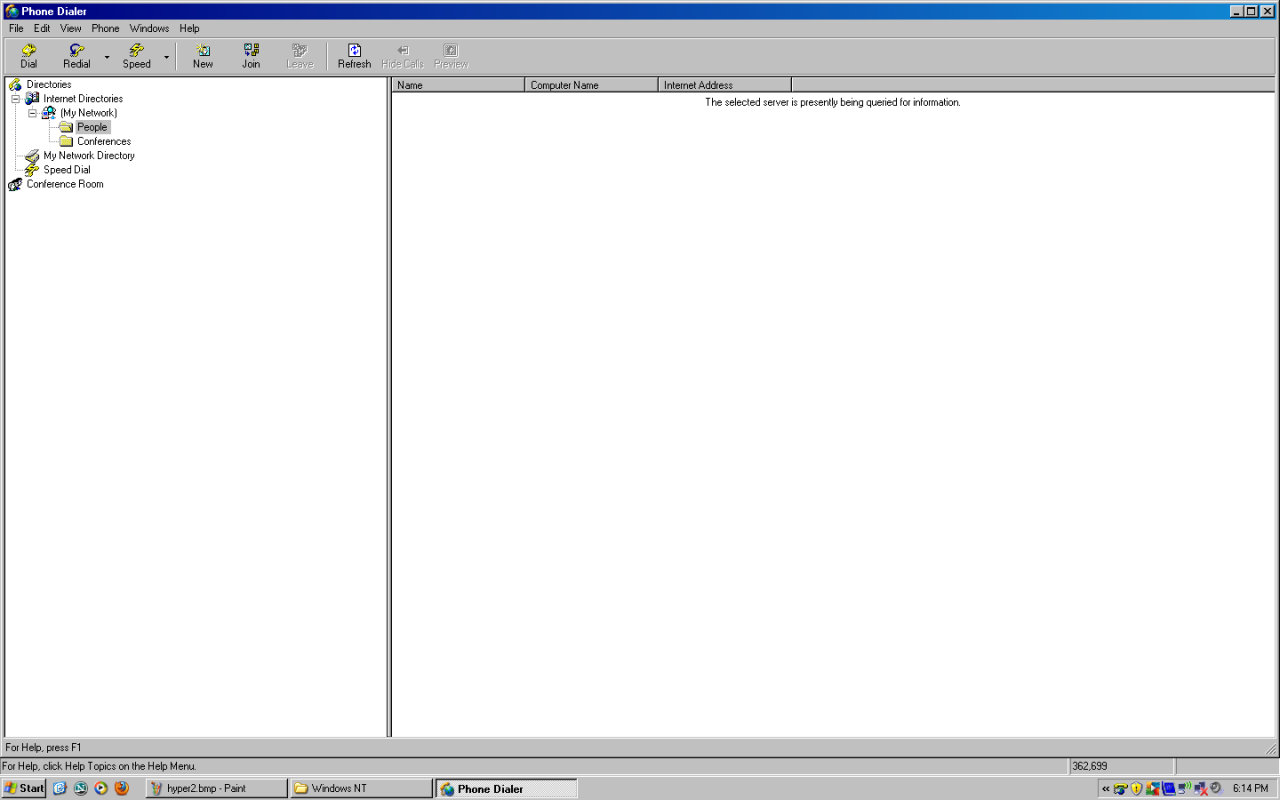 Phone Dialer
File Edit View Phone Windows Help
Dial Redial Speed New Join Leave Refresh Hide Calls Preview
Directories
Internet Directories
(My Network)
People
Conferences
My Network Directory
Speed Dial
Conference Room
Name Computer Name Internet Address
The selected server is presently being queried for information.
For Help, press F1
For Help, click Help Topics on the Help Menu. 362,699
Start hyper2.bmp - Paint Windows NT Phone Dialer « 6:14 PM